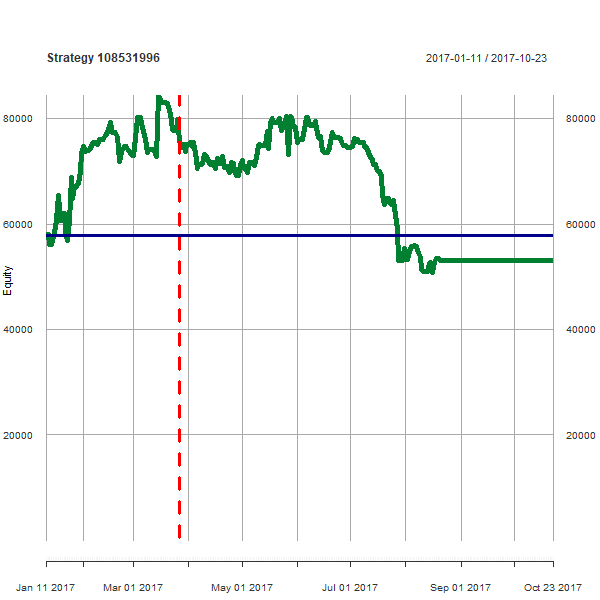 Strategy 108531996
2017-01-11 / 2017-10-23
80000
80000
60000
60000
Equity
40000
40000
20000
20000
Jan 11 2017
Mar 01 2017
May 01 2017
Jul 01 2017
Sep 01 2017
Oct 23 2017